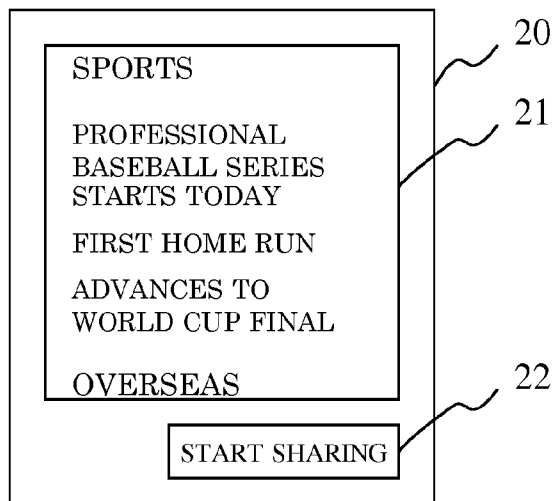 SPORTS
PROFESSIONAL
BASEBALL SERIES
STARTS TODAY
FIRST HOME RUN
ADVANCES TO
WORLD CUP FINAL
OVERSEAS
START SHARING
20
21
22